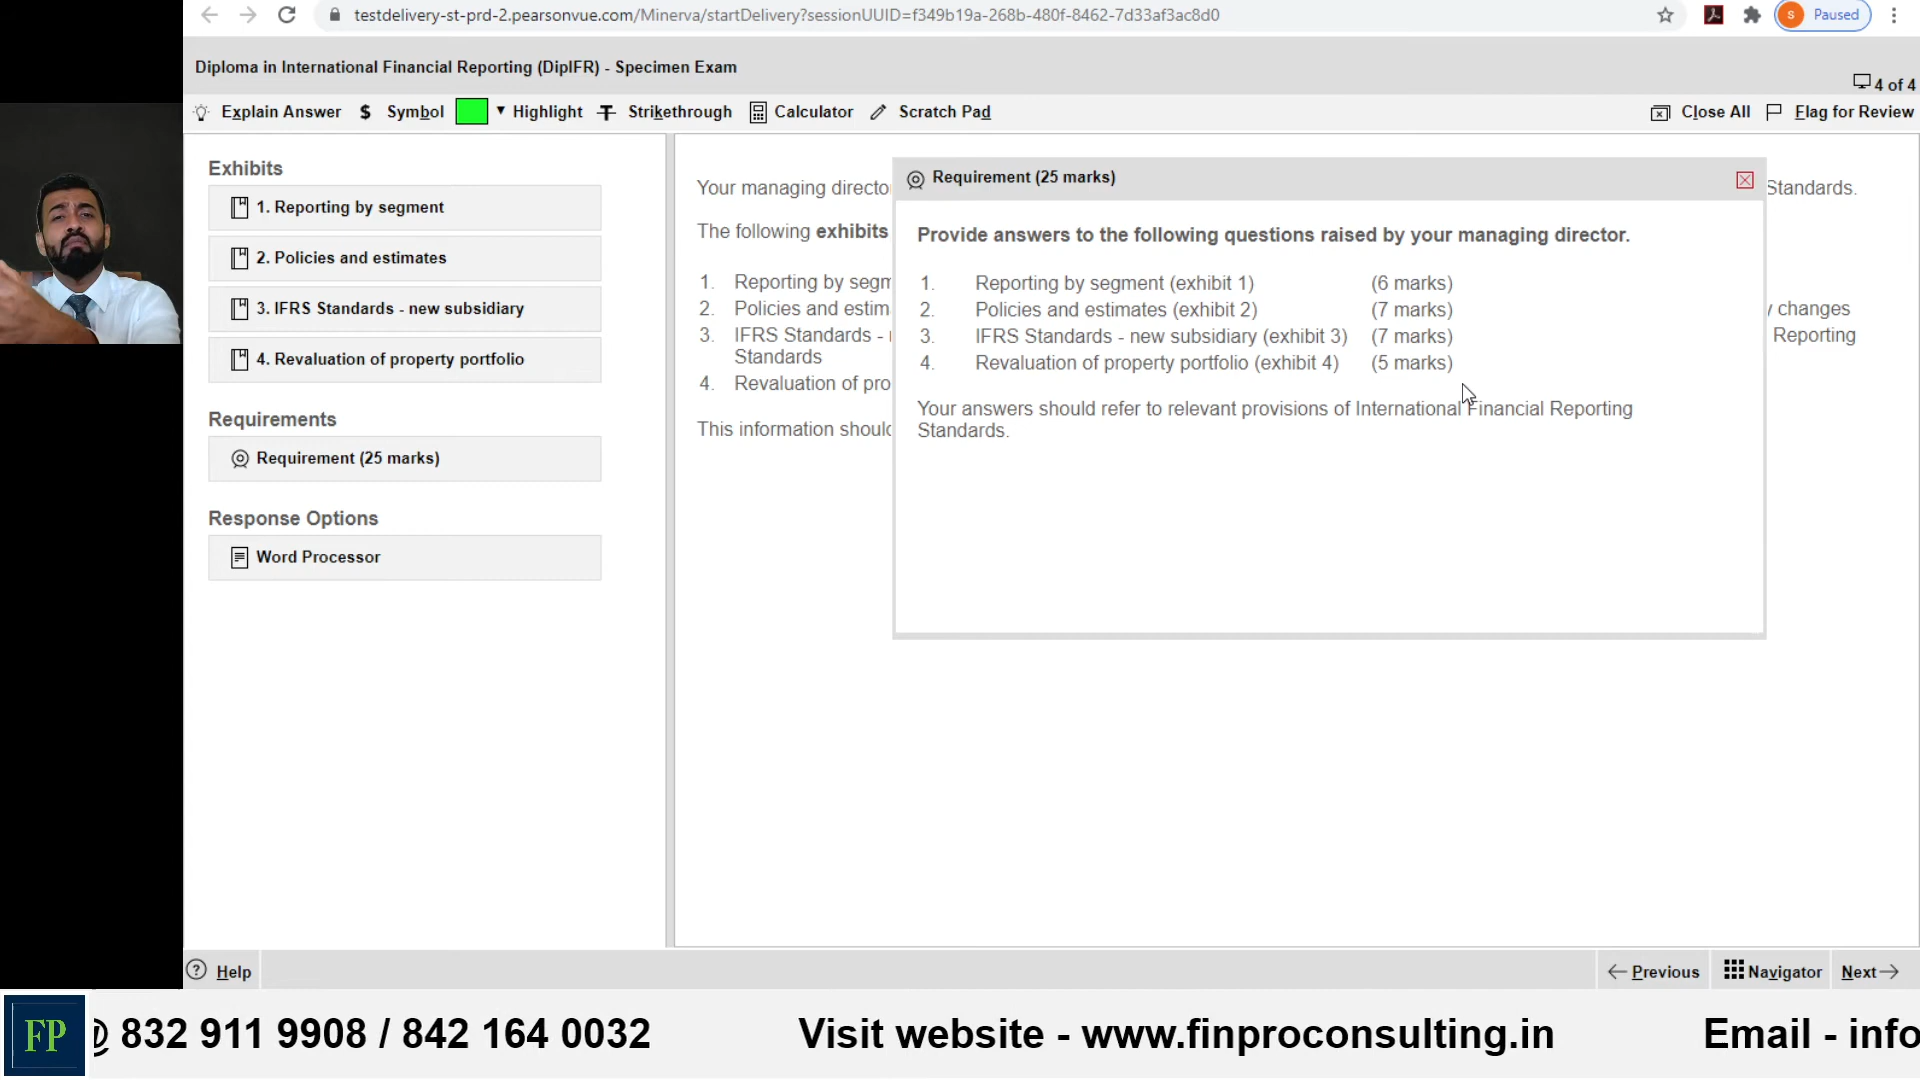 testdelivery-st-prd-2.pearsonvue.com/Minerva/startDelivery?sessionUUID=f349b19a-268b-480f-8462-7d33af3ac8d0
S Paused
Diploma in International Financial Reporting (DipIFR) - Specimen Exam
4 of 4
Explain Answer $ Symbol Highlight Strikethrough Calculator Scratch Pad Close All Flag for Review
Exhibits
1. Reporting by segment
2. Policies and estimates
3. IFRS Standards - new subsidiary
4. Revaluation of property portfolio
Requirements
Requirement (25 marks)
Response Options
Word Processor
Your managing directo Standards.
The following exhibits
1. Reporting by segm
2. Policies and estim y changes
3. IFRS Standards - Reporting
Standards
4. Revaluation of pro
This information should
Requirement (25 marks)
Provide answers to the following questions raised by your managing director.
1. Reporting by segment (exhibit 1) (6 marks)
2. Policies and estimates (exhibit 2) (7 marks)
3. IFRS Standards - new subsidiary (exhibit 3) (7 marks)
4. Revaluation of property portfolio (exhibit 4) (5 marks)
Your answers should refer to relevant provisions of International Financial Reporting
Standards.
Help
Previous Navigator Next
FP @ 832 911 9908 / 842 164 0032 Visit website - www.finproconsulting.in Email - info